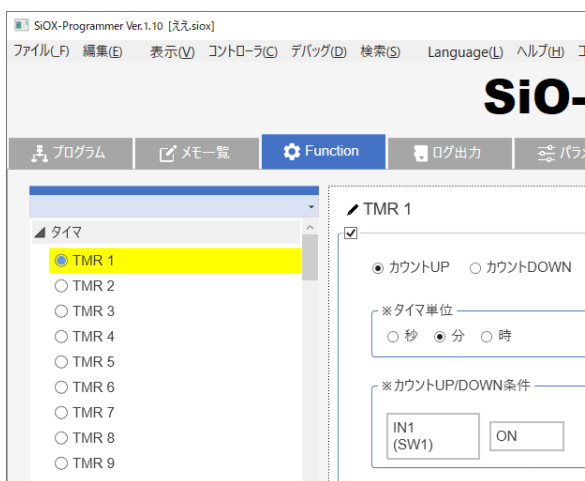 SiOX-Programmer Ver.1.10 [ええ.siox]
ファイル(_F) 編集(E) 表示(V) コントローラ(C) デバッグ(D) 検索(S) Language(L) ヘルプ(H)
SiO-
プログラム メモ一覧 Function ログ出力 パラ
TMR 1
タイマ
TMR 1
TMR 2
TMR 3
TMR 4
TMR 5
TMR 6
TMR 7
TMR 8
TMR 9
カウントUP カウントDOWN
※タイマ単位
秒 分 時
※カウントUP/DOWN条件
IN1
(SW1)
ON